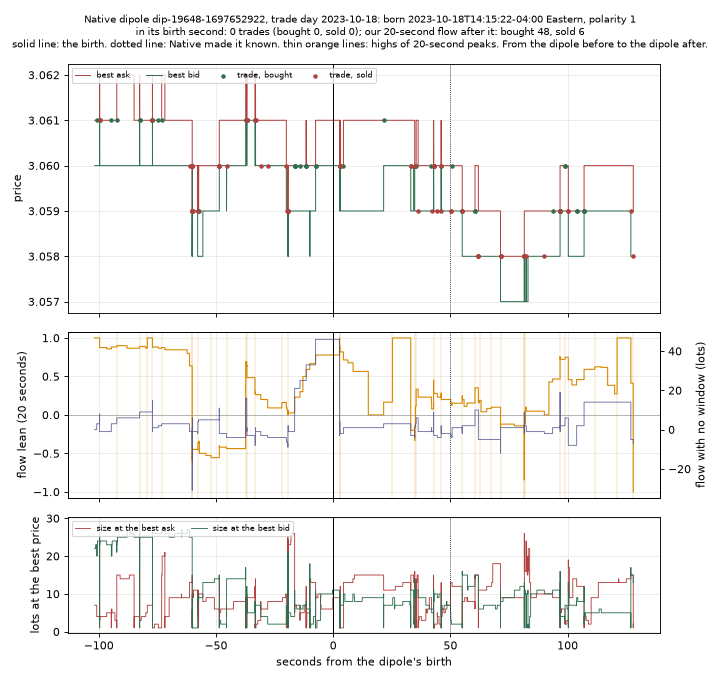 Native dipole dip-19648-1697652922, trade day 2023-10-18: born 2023-10-18T14:15:22-04:00 Eastern, polarity 1
in its birth second: 0 trades (bought 0, sold 0); our 20-second flow after it: bought 48, sold 6
solid line: the birth. dotted line: Native made it known. thin orange lines: highs of 20-second peaks. From the dipole before to the dipole after.
best ask best bid trade, bought trade, sold
3.062
3.061
3.060
3.059
3.058
3.057
price
1.0
0.5
0.0
−0.5
−1.0
flow lean (20 seconds)
40
20
0
−20
flow with no window (lots)
size at the best ask size at the best bid
30
20
10
0
lots at the best price
−100 −50 0 50 100
seconds from the dipole's birth